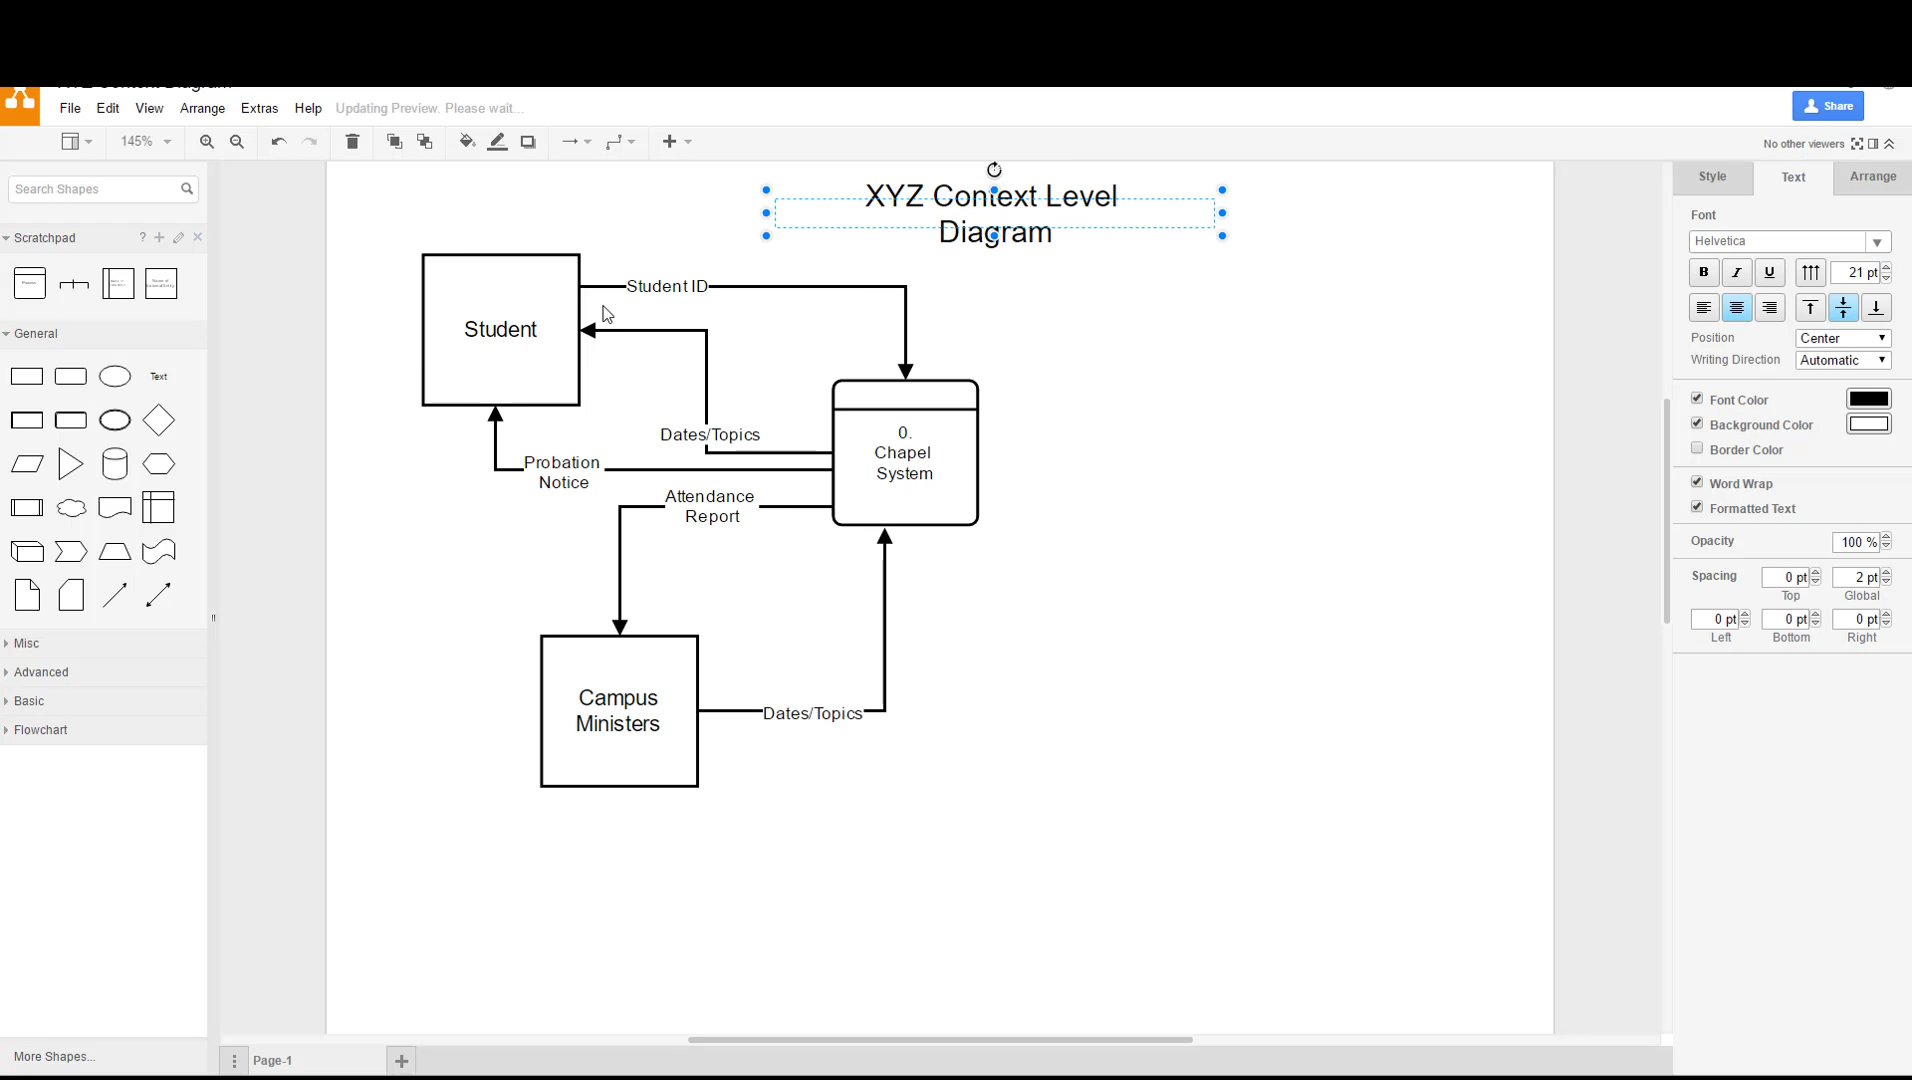 XYZ Context Diagram
File Edit View Arrange Extras Help Updating Preview. Please wait...
Share
145%
No other viewers
Search Shapes
Scratchpad
?
General
Text
Misc
Advanced
Basic
Flowchart
More Shapes...
XYZ Context Level
Diagram
Student ID
Student
Dates/Topics
Probation
Notice
Attendance
Report
0.
Chapel
System
Campus
Ministers
Dates/Topics
Page-1
Style Text Arrange
Font
Helvetica
B I U 21 pt
Position Center
Writing Direction Automatic
Font Color
Background Color
Border Color
Word Wrap
Formatted Text
Opacity 100 %
Spacing 0 pt 2 pt
Top Global
0 pt 0 pt 0 pt
Left Bottom Right